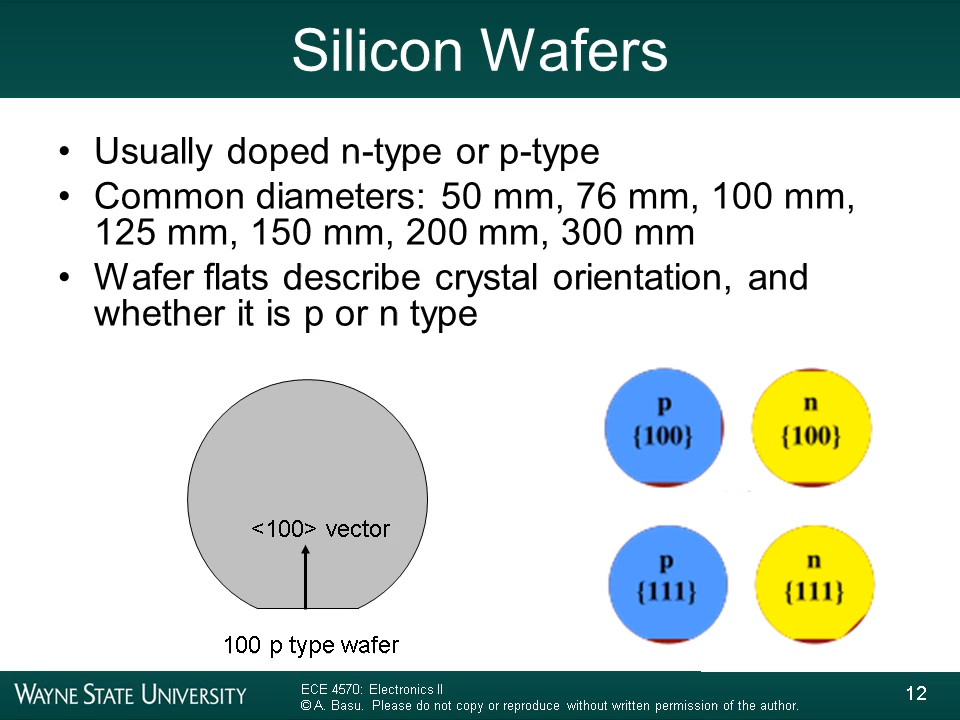 Silicon Wafers
• Usually doped n-type or p-type
• Common diameters: 50 mm, 76 mm, 100 mm,
125 mm, 150 mm, 200 mm, 300 mm
• Wafer flats describe crystal orientation, and
whether it is p or n type
<100> vector
100 p type wafer
p
{100}
n
{100}
p
{111}
n
{111}
WAYNE STATE UNIVERSITY
ECE 4570: Electronics II
© A. Basu. Please do not copy or reproduce without written permission of the author.
12